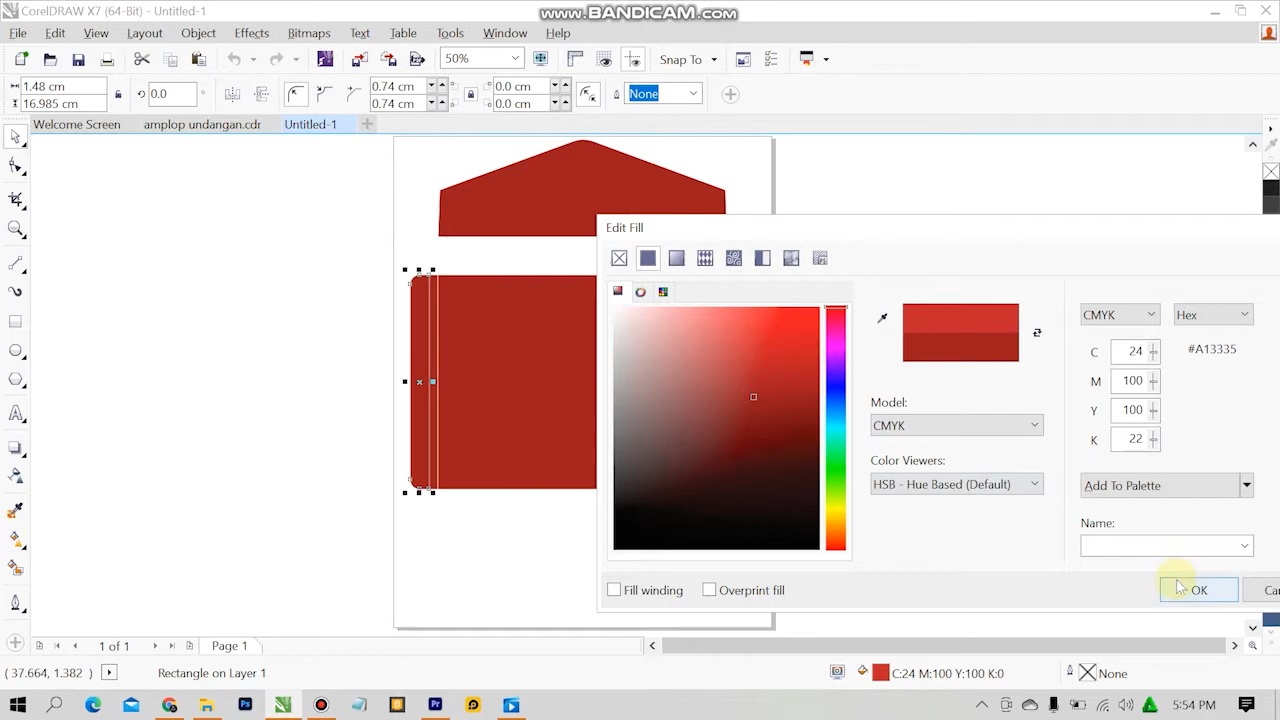 CorelDRAW X7 (64-Bit) - Untitled-1
www.BANDICAM.com
File Edit View Layout Object Effects Bitmaps Text Table Tools Window Help
50%
Snap To
1.48 cm
16.985 cm
0.0 °
0.74 cm
0.74 cm
0.0 cm
0.0 cm
None
Welcome Screen amplop undangan.cdr Untitled-1
Edit Fill
CMYK Hex
C 24 #A13335
M 100
Y 100
K 22
Model:
CMYK
Color Viewers:
HSB - Hue Based (Default)
Add To Palette
Name:
Fill winding Overprint fill OK Can
1 of 1 Page 1
(37.664, 1.382) Rectangle on Layer 1 C:24 M:100 Y:100 K:0 None
5:54 PM